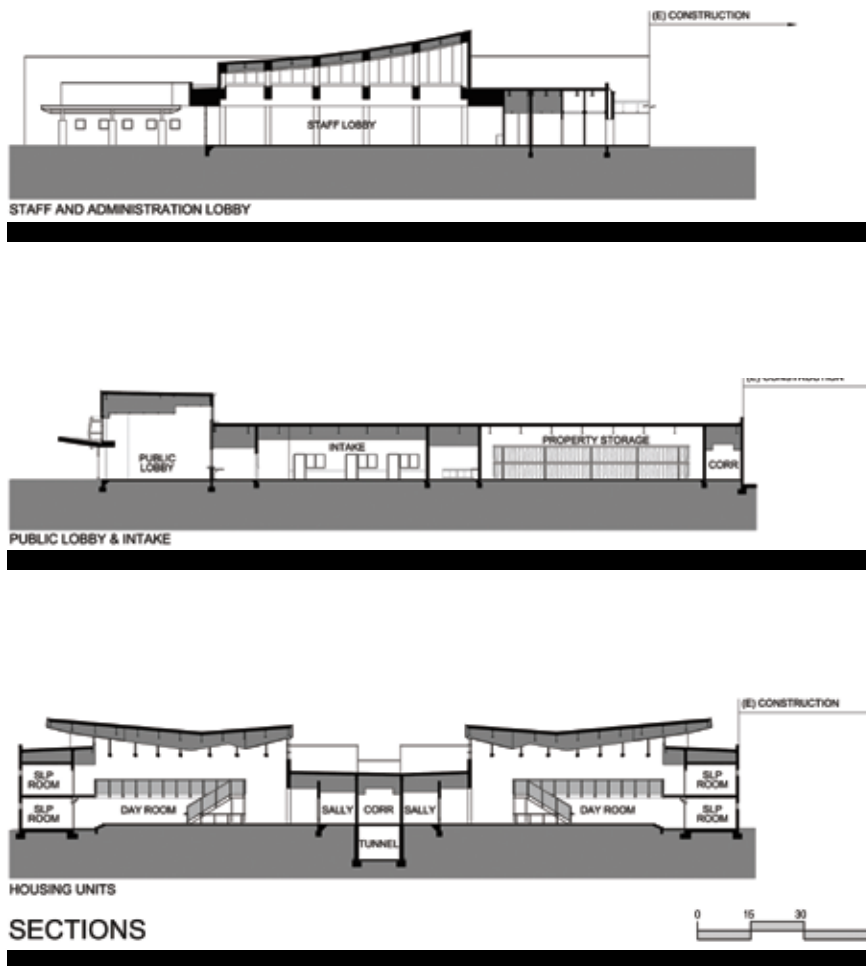 (E) CONSTRUCTION
STAFF LOBBY
STAFF AND ADMINISTRATION LOBBY
(E) CONSTRUCTION
PUBLIC
LOBBY
INTAKE
PROPERTY STORAGE
CORR
PUBLIC LOBBY & INTAKE
(E) CONSTRUCTION
SLP
ROOM
SLP
ROOM
DAY ROOM
SALLY
CORR
SALLY
TUNNEL
DAY ROOM
SLP
ROOM
SLP
ROOM
HOUSING UNITS
SECTIONS
0 15 30